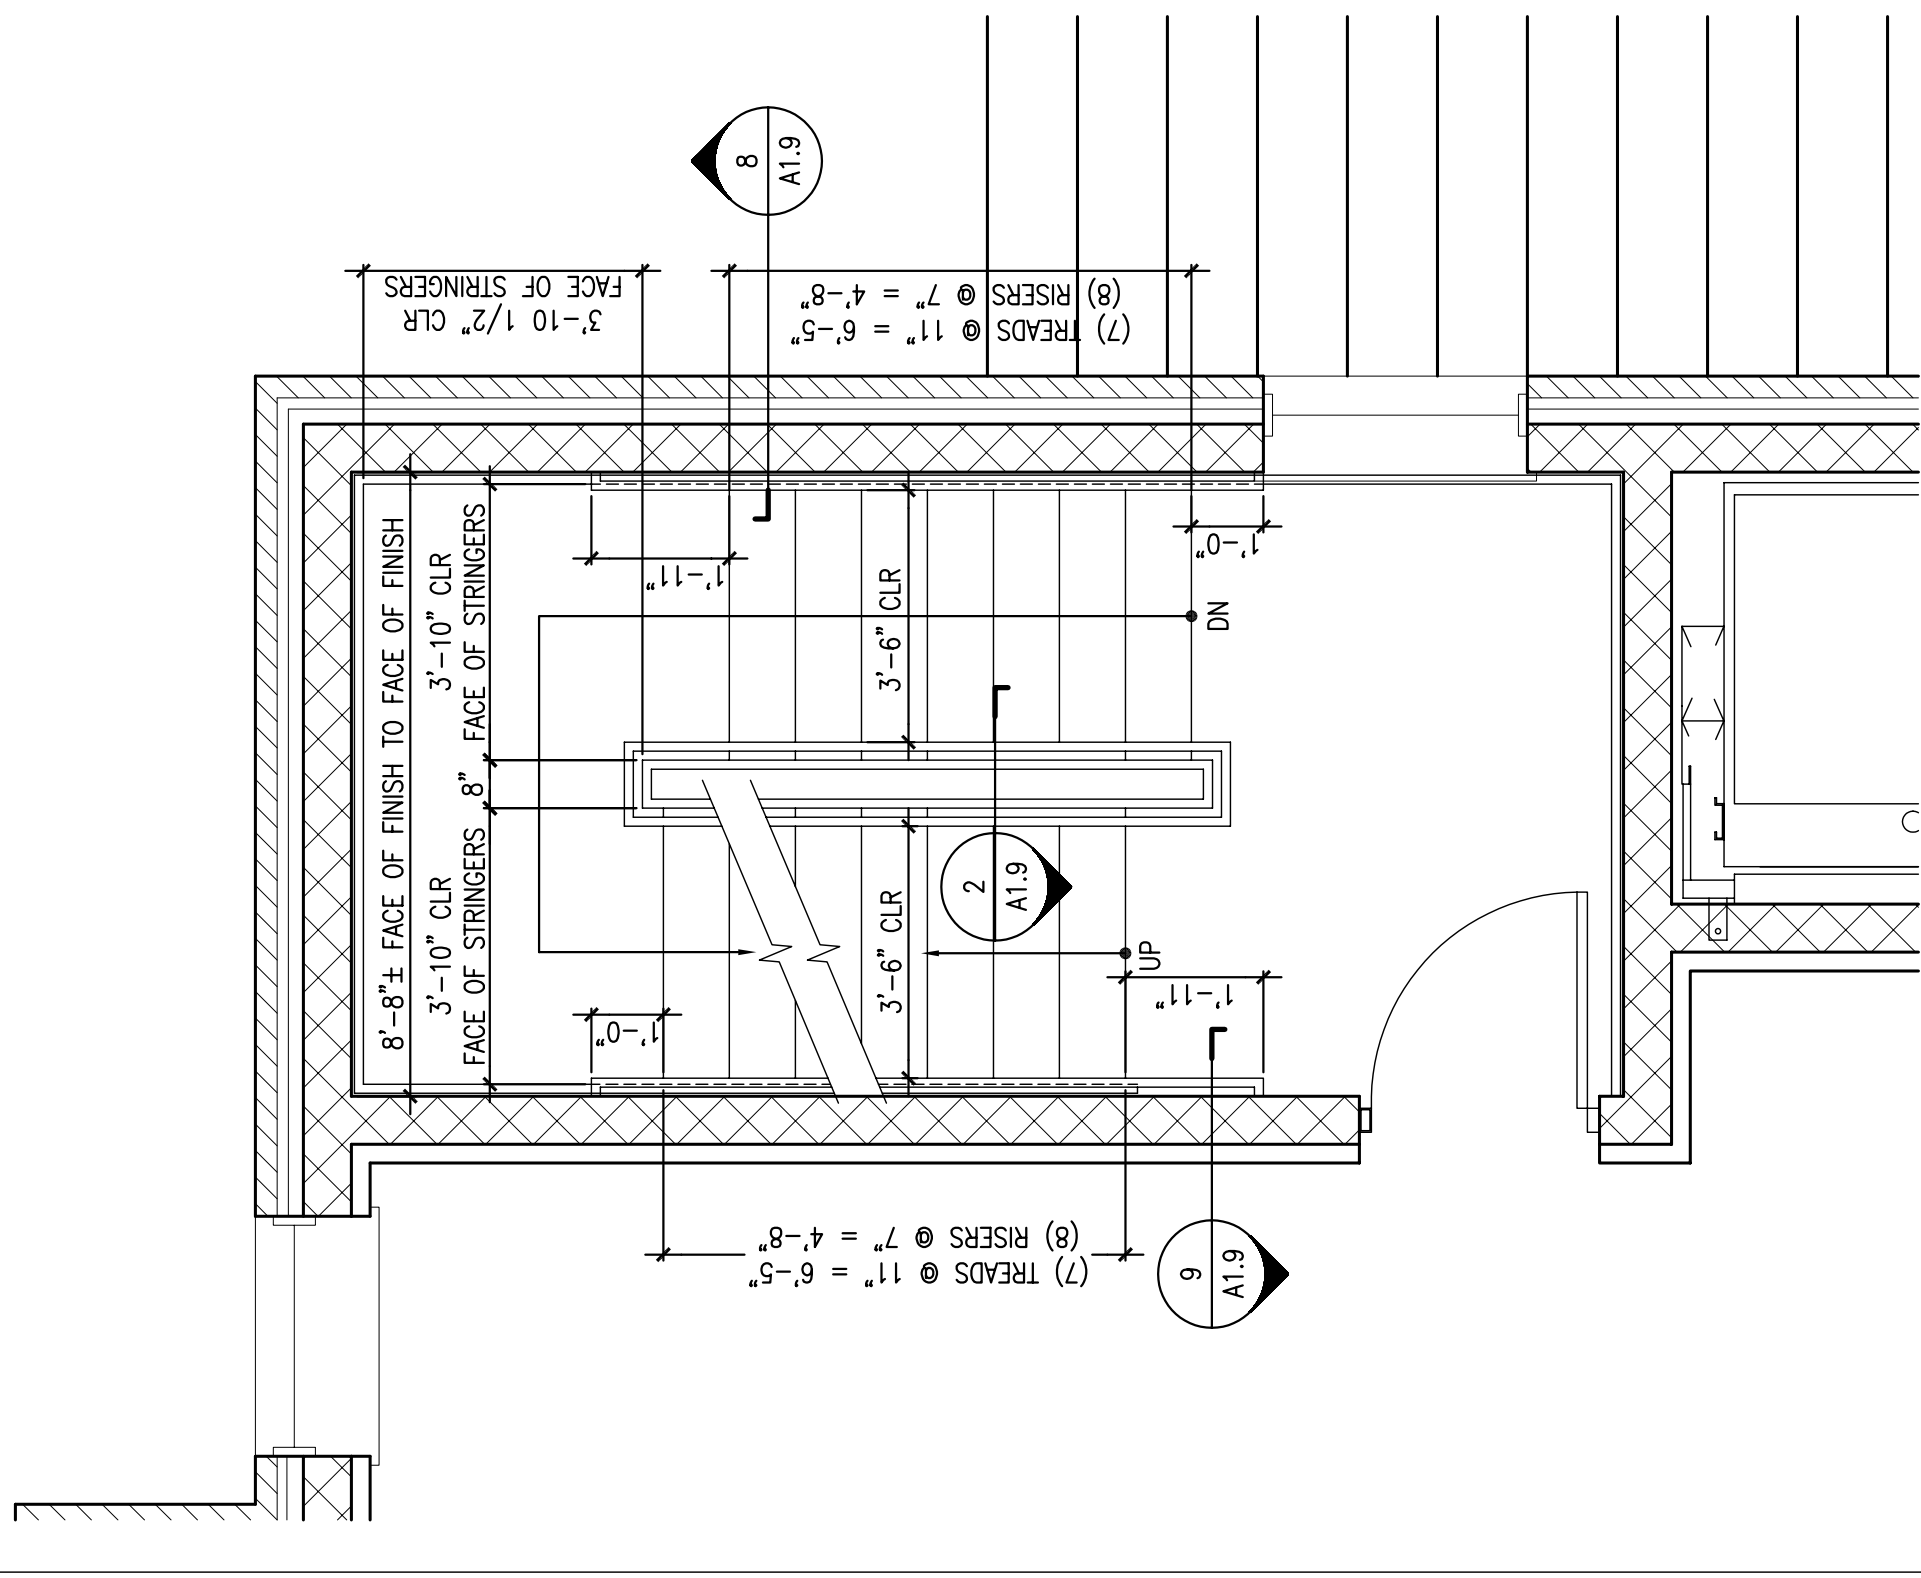 8
A1.9
3'-10 1/2" CLR
FACE OF STRINGERS
(7) TREADS @ 11" = 6'-5"
(8) RISERS @ 7" = 4'-8"
8'-8"± FACE OF FINISH TO FACE OF FINISH
3'-10" CLR
FACE OF STRINGERS
8"
3'-10" CLR
FACE OF STRINGERS
1'-11"
1'-0"
3'-6" CLR
DN
2
A1.9
3'-6" CLR
UP
1'-0"
1'-11"
(7) TREADS @ 11" = 6'-5"
(8) RISERS @ 7" = 4'-8"
9
A1.9